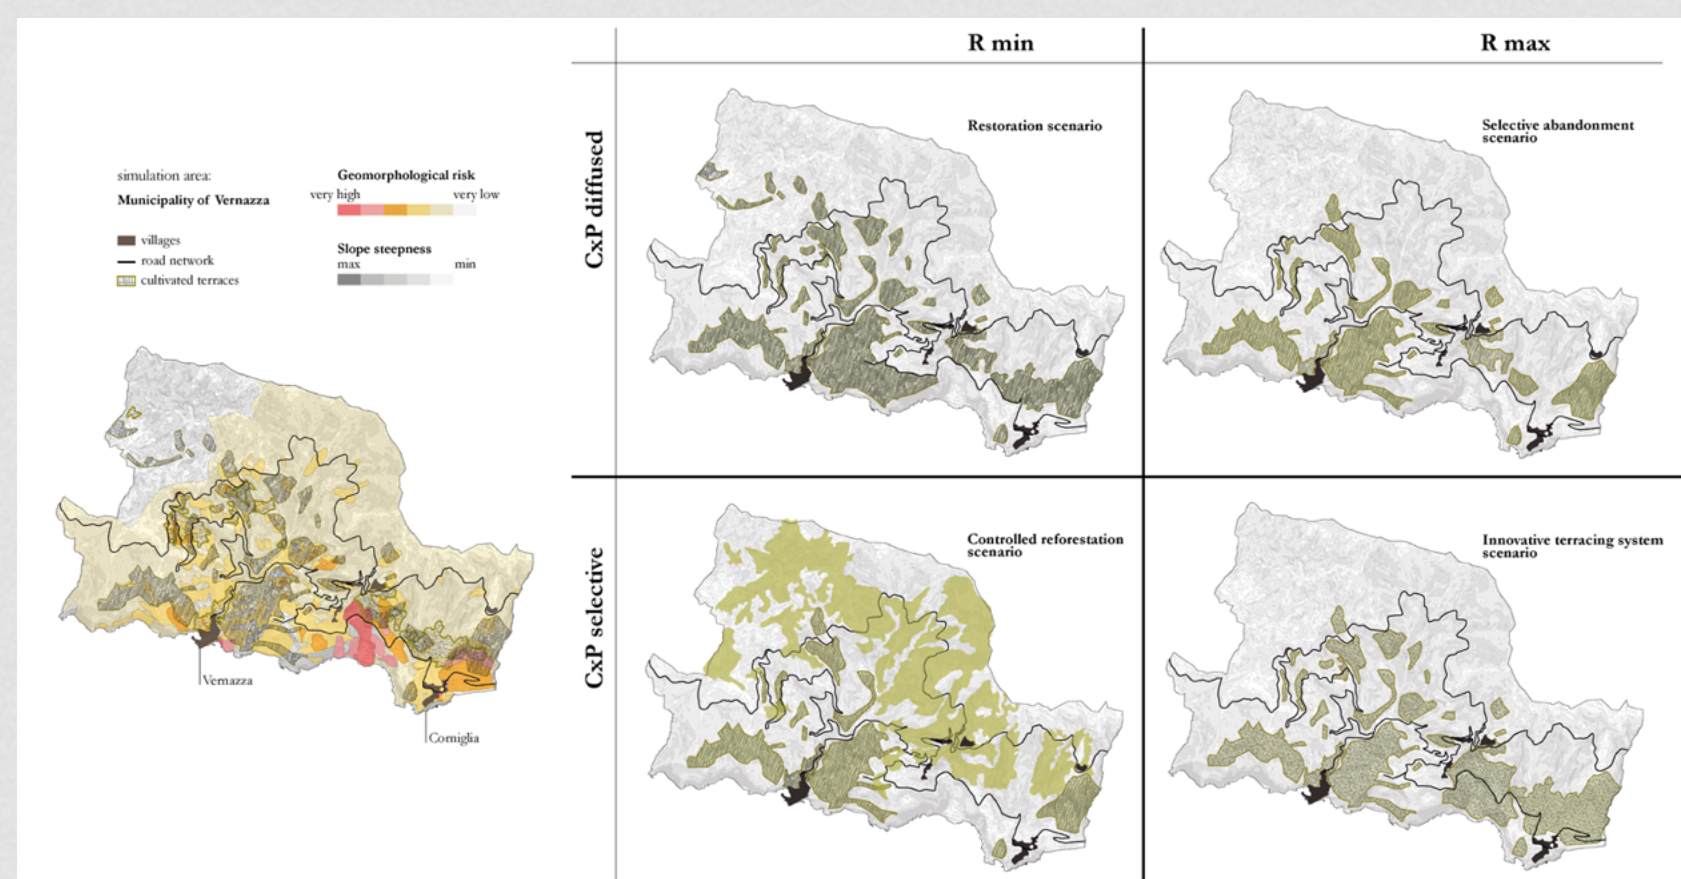 simulation area:
Municipality of Vernazza
villages
road network
cultivated terraces
Geomorphological risk
very high very low
Slope steepness
max min
Vernazza
Corniglia
R min
R max
CxP diffused
Restoration scenario
Selective abandonment
scenario
CxP selective
Controlled reforestation
scenario
Innovative terracing system
scenario